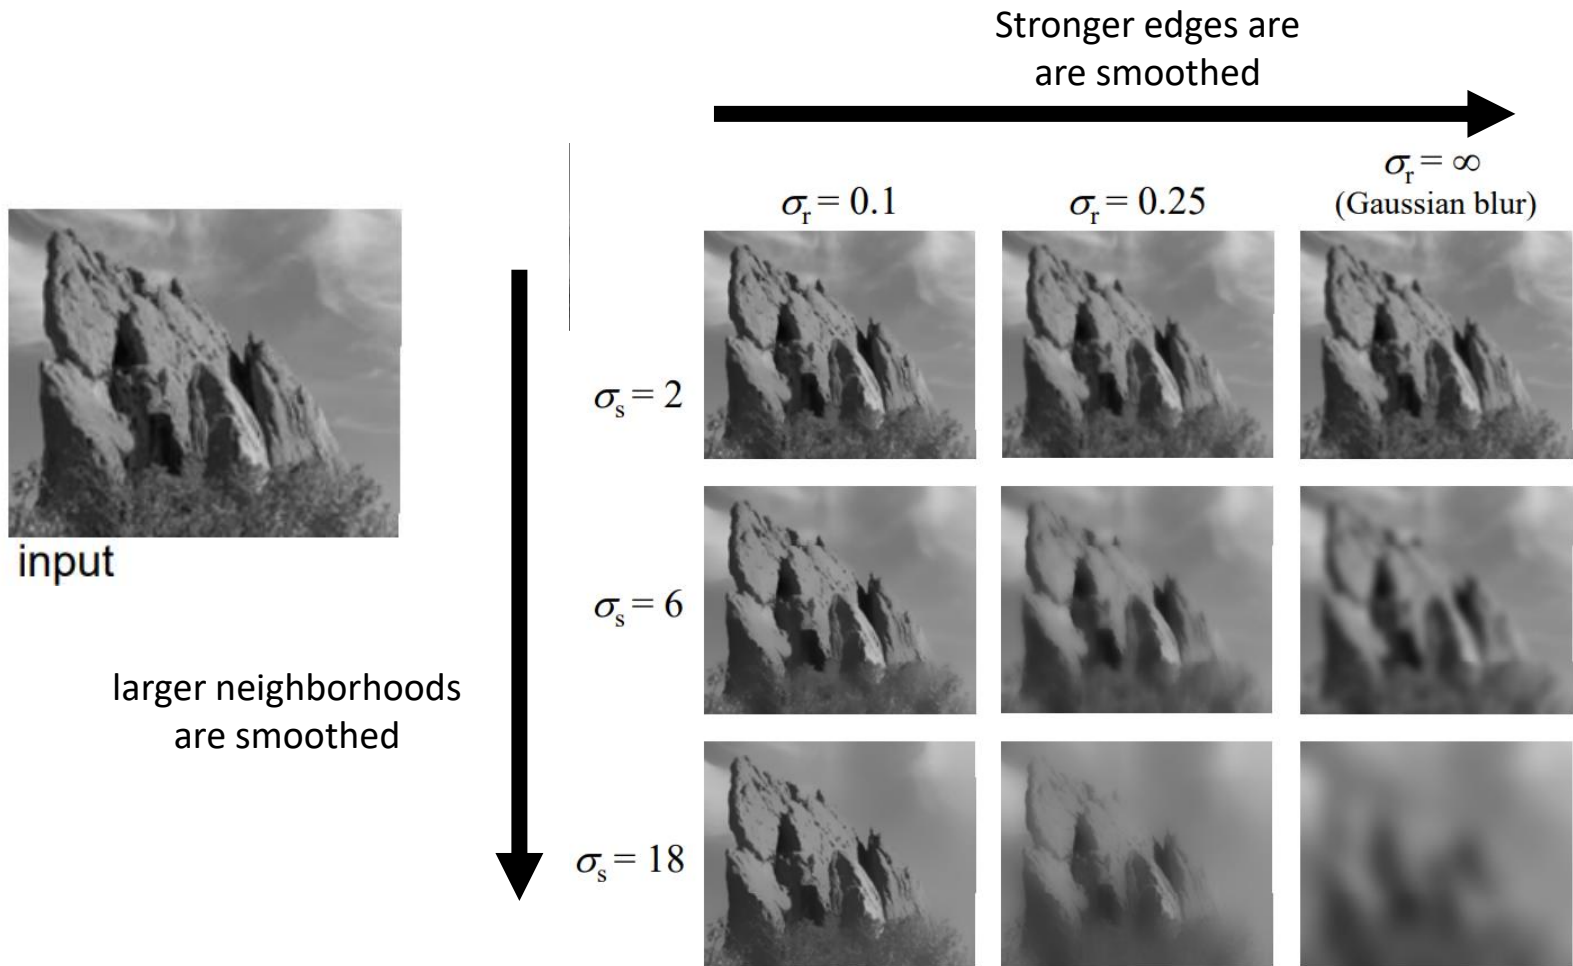 Stronger edges are
are smoothed
σr = 0.1
σr = 0.25
σr = ∞
(Gaussian blur)
input
σs = 2
σs = 6
larger neighborhoods
are smoothed
σs = 18